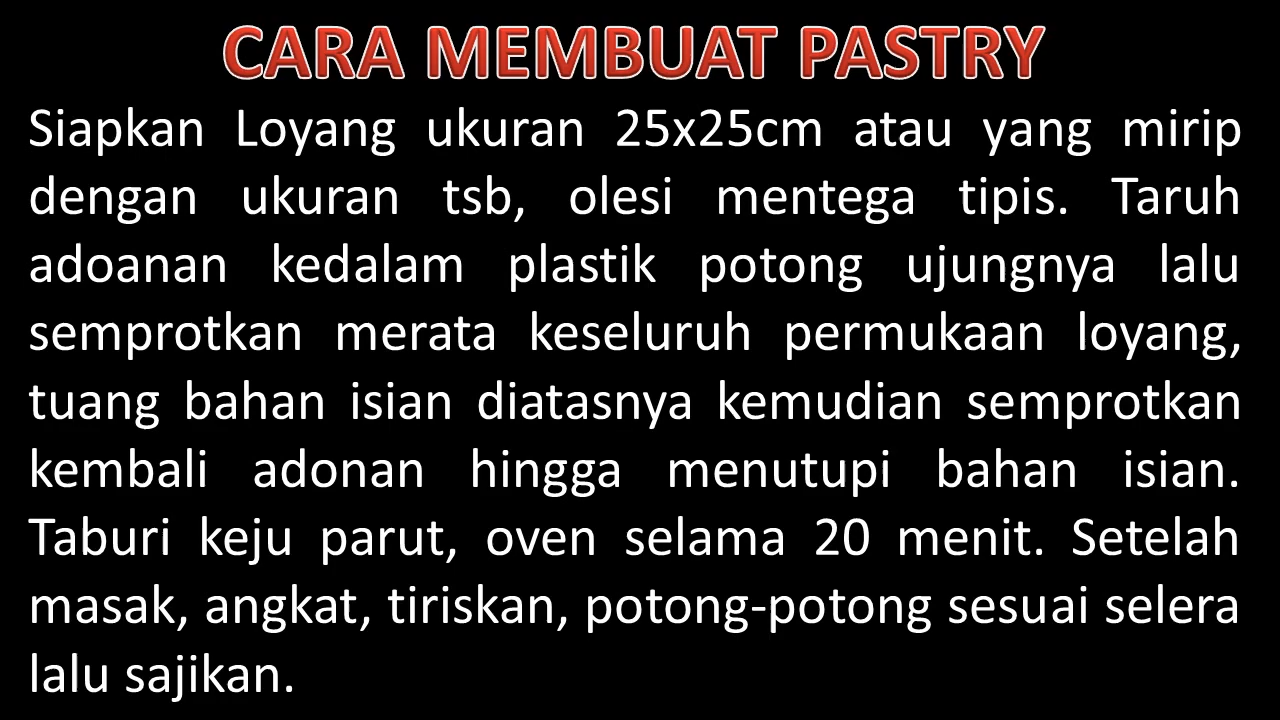 CARA MEMBUAT PASTRY
Siapkan Loyang ukuran 25x25cm atau yang mirip
dengan ukuran tsb, olesi mentega tipis. Taruh
adoanan kedalam plastik potong ujungnya lalu
semprotkan merata keseluruh permukaan loyang,
tuang bahan isian diatasnya kemudian semprotkan
kembali adonan hingga menutupi bahan isian.
Taburi keju parut, oven selama 20 menit. Setelah
masak, angkat, tiriskan, potong-potong sesuai selera
lalu sajikan.